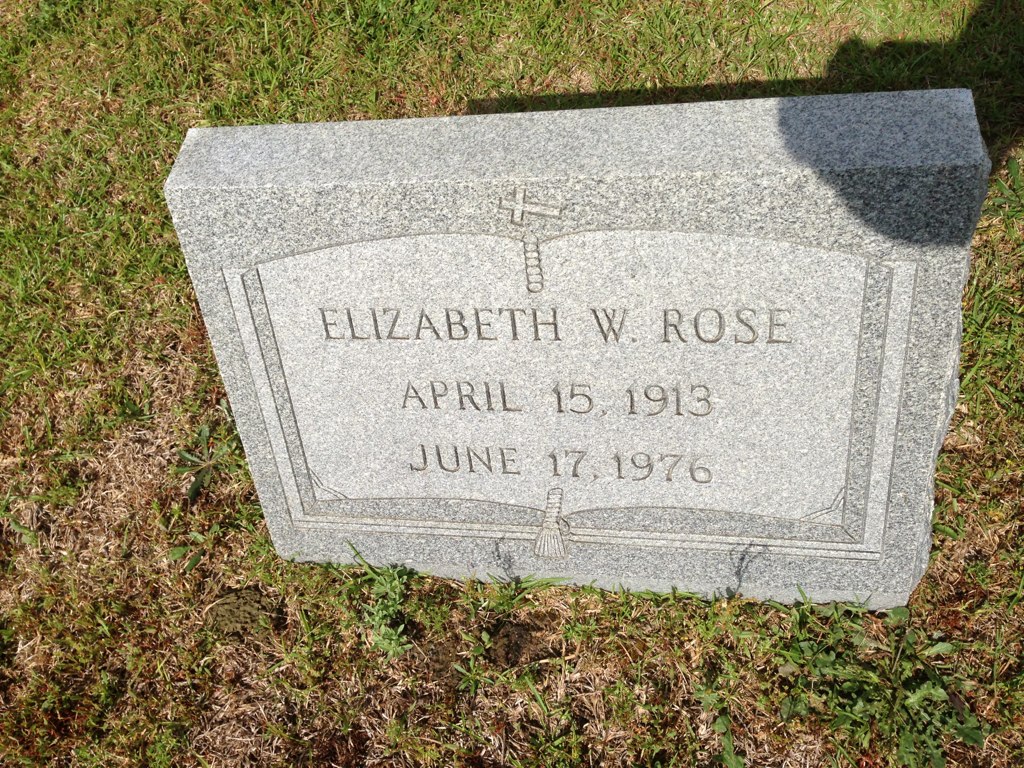 ELIZABETH W. ROSE
APRIL 15, 1913
JUNE 17, 1976